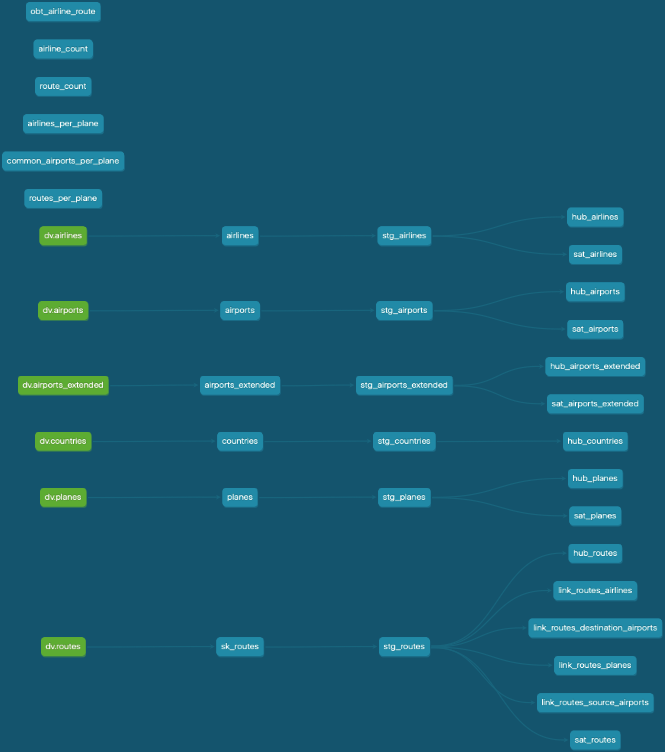 obt_airline_route
airline_count
route_count
airlines_per_plane
common_airports_per_plane
routes_per_plane
hub_airlines
dv.airlines
airlines
stg_airlines
sat_airlines
hub_airports
dv.airports
airports
stg_airports
sat_airports
hub_airports_extended
dv.airports_extended
airports_extended
stg_airports_extended
sat_airports_extended
dv.countries
countries
stg_countries
hub_countries
hub_planes
dv.planes
planes
stg_planes
sat_planes
hub_routes
link_routes_airlines
link_routes_destination_airports
dv.routes
sk_routes
stg_routes
link_routes_planes
link_routes_source_airports
sat_routes